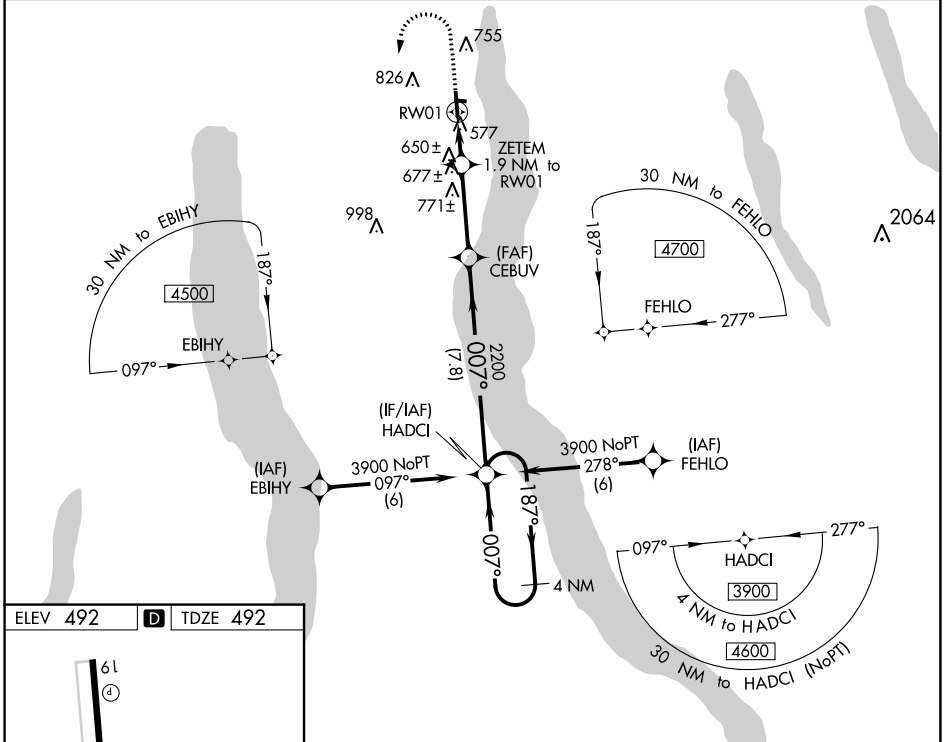 755
826
RW01
577
650±
ZETEM
1.9 NM to
RW01
677±
771±
998
(FAF)
CEBUV
30 NM to EBIHY
187°
4500
EBIHY
097°
30 NM to FEHLO
187°
4700
FEHLO
277°
2064
2200
007°
(7.8)
(IF/IAF)
HADCI
(IAF)
EBIHY
3900 NoPT
097°
(6)
3900 NoPT
278°
(6)
(IAF)
FEHLO
187°
007°
4 NM
097°
277°
HADCI
3900
4 NM to HADCI
4600
30 NM to HADCI (NoPT)
ELEV 492 D TDZE 492
19
P